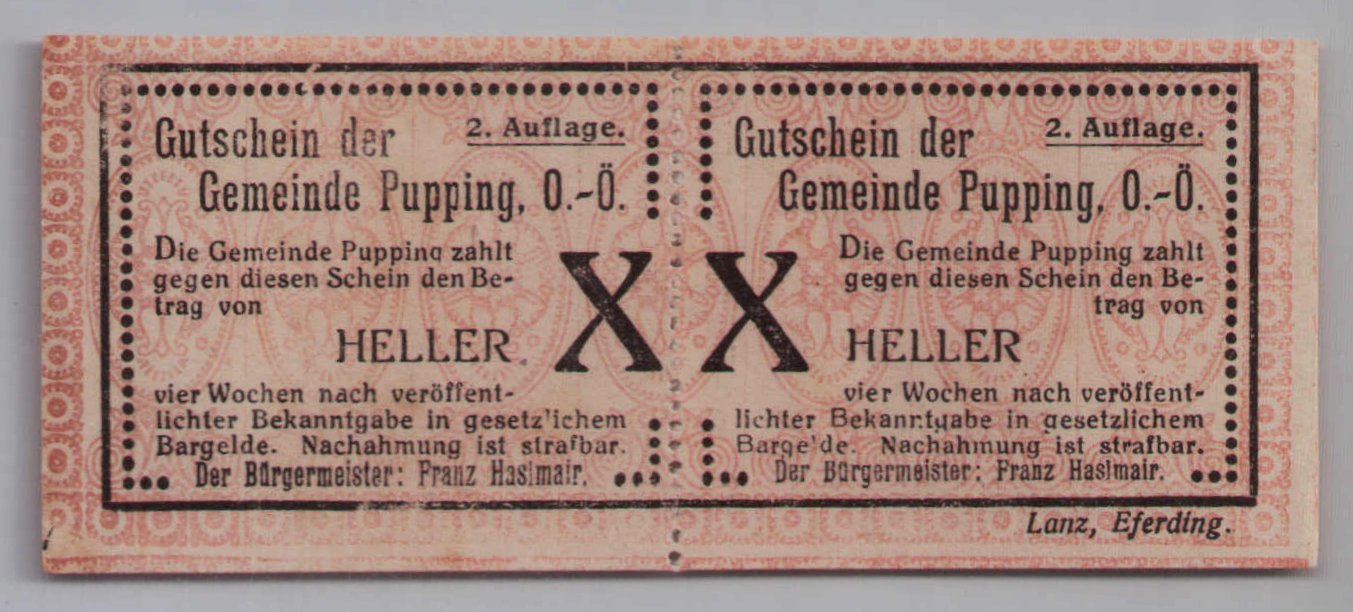 Gutschein der 2. Auflage.
Gemeinde Pupping, O.-Ö.
Die Gemeinde Pupping zahlt
gegen diesen Schein den Be-
trag von
HELLER X
vier Wochen nach veröffent-
lichter Bekanntgabe in gesetz'ichem
Bargelde. Nachahmung ist strafbar.
Der Bürgermeister: Franz Haslmair.
Gutschein der 2. Auflage.
Gemeinde Pupping, O.-Ö.
Die Gemeinde Pupping zahlt
gegen diesen Schein den Be-
trag von
X HELLER
vier Wochen nach veröffent-
lichter Bekanntgabe in gesetzlichem
Barge'de. Nachahmung ist strafbar.
Der Bürgermeister: Franz Haslmair.
Lanz, Eferding.